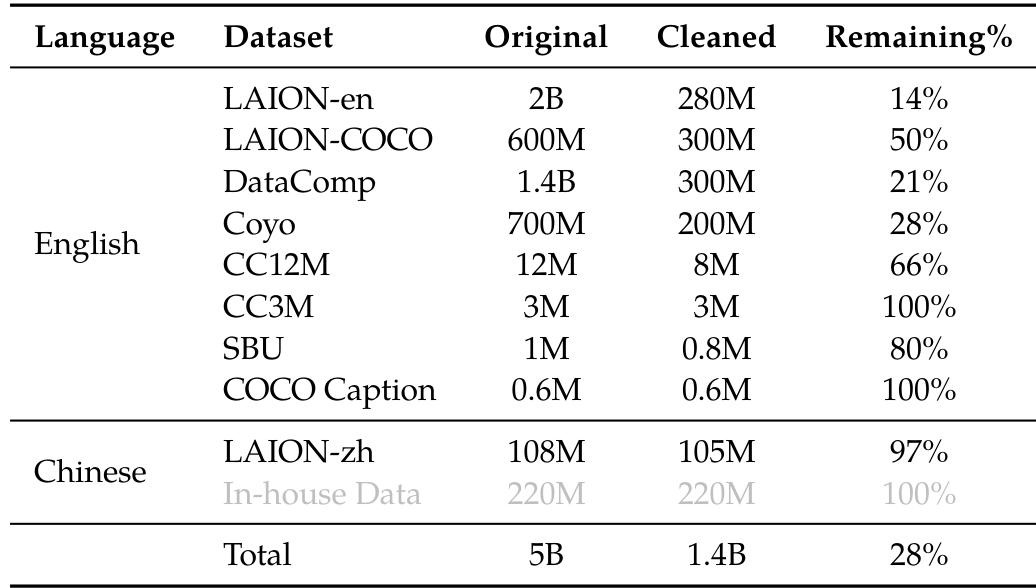 Language Dataset Original Cleaned Remaining%
LAION-en 2B 280M 14%
LAION-COCO 600M 300M 50%
DataComp 1.4B 300M 21%
Coyo 700M 200M 28%
English
CC12M 12M 8M 66%
CC3M 3M 3M 100%
SBU 1M 0.8M 80%
COCO Caption 0.6M 0.6M 100%
LAION-zh 108M 105M 97%
Chinese
In-house Data 220M 220M 100%
Total 5B 1.4B 28%